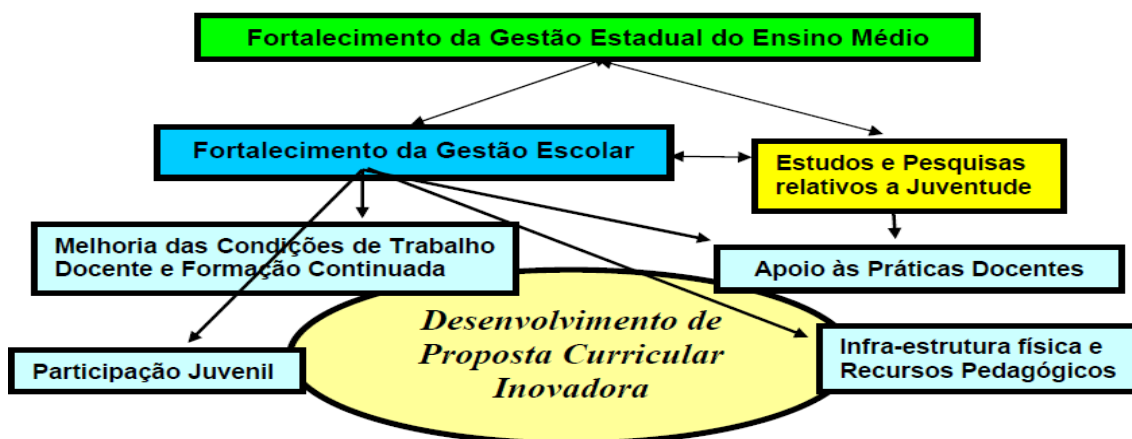 Fortalecimento da Gestão Estadual do Ensino Médio
Fortalecimento da Gestão Escolar
Estudos e Pesquisas
relativos a Juventude
Melhoria das Condições de Trabalho
Docente e Formação Continuada
Apoio às Práticas Docentes
Desenvolvimento de
Proposta Curricular
Inovadora
Participação Juvenil
Infra-estrutura física e
Recursos Pedagógicos